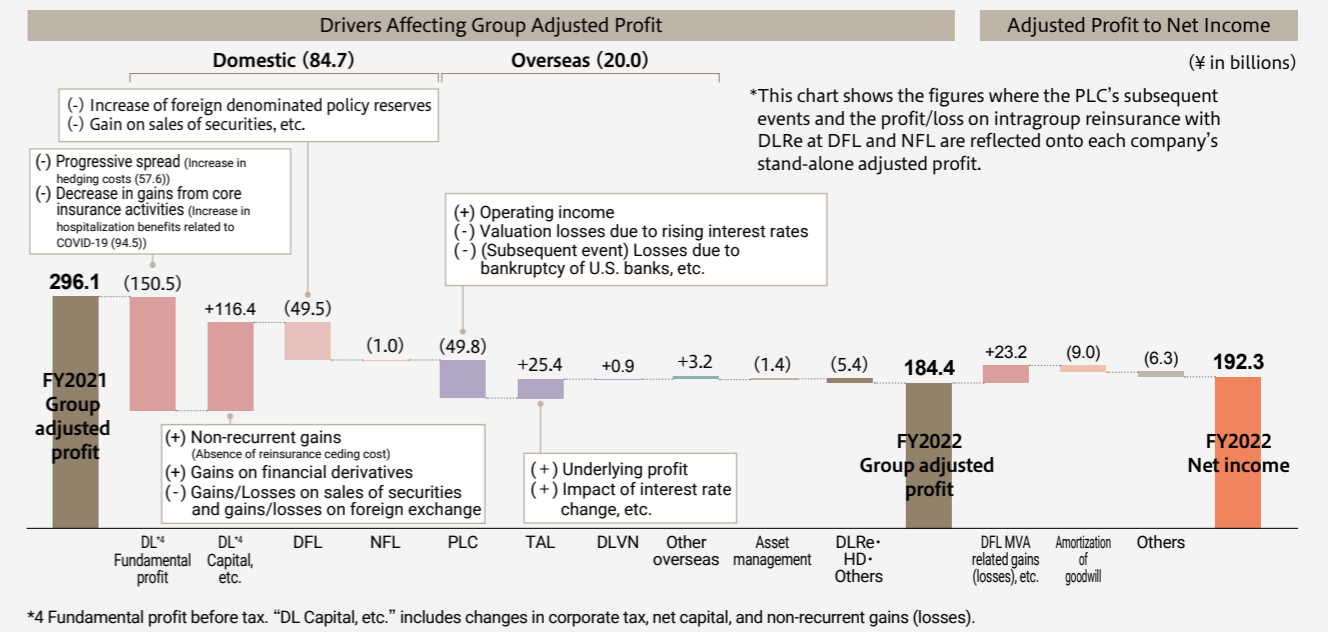 Drivers Affecting Group Adjusted Profit
Adjusted Profit to Net Income
Domestic (84.7)
Overseas (20.0)
(¥ in billions)
(-) Increase of foreign denominated policy reserves
(-) Gain on sales of securities, etc.
*This chart shows the figures where the PLC's subsequent
events and the profit/loss on intragroup reinsurance with
DLRe at DFL and NFL are reflected onto each company's
stand-alone adjusted profit.
(-) Progressive spread (Increase in
hedging costs (57.6))
(-) Decrease in gains from core
insurance activities (Increase in
hospitalization benefits related to
COVID-19 (94.5))
(+) Operating income
(-) Valuation losses due to rising interest rates
(-) (Subsequent event) Losses due to
bankruptcy of U.S. banks, etc.
296.1
(150.5)
+116.4
(49.5)
(1.0)
(49.8)
+25.4
+0.9
+3.2
(1.4)
(5.4)
184.4
+23.2
(9.0)
(6.3)
192.3
FY2021
Group
adjusted
profit
(+) Non-recurrent gains
(Absence of reinsurance ceding cost)
(+) Gains on financial derivatives
(-) Gains/Losses on sales of securities
and gains/losses on foreign exchange
(+) Underlying profit
(+) Impact of interest rate
change, etc.
FY2022
Group adjusted
profit
FY2022
Net income
DL*4
Fundamental
profit
DL*4
Capital,
etc.
DFL
NFL
PLC
TAL
DLVN
Other
overseas
Asset
management
DLRe・
HD・
Others
DFL MVA
related gains
(losses), etc.
Amortization
of
goodwill
Others
*4 Fundamental profit before tax. “DL Capital, etc.” includes changes in corporate tax, net capital, and non-recurrent gains (losses).